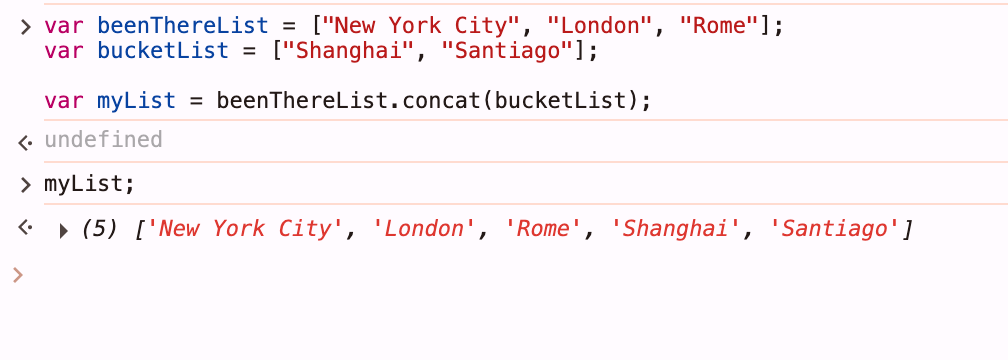 > var beenThereList = ["New York City", "London", "Rome"];
var bucketList = ["Shanghai", "Santiago"];
var myList = beenThereList.concat(bucketList);
undefined
> myList;
(5) ['New York City', 'London', 'Rome', 'Shanghai', 'Santiago']
>